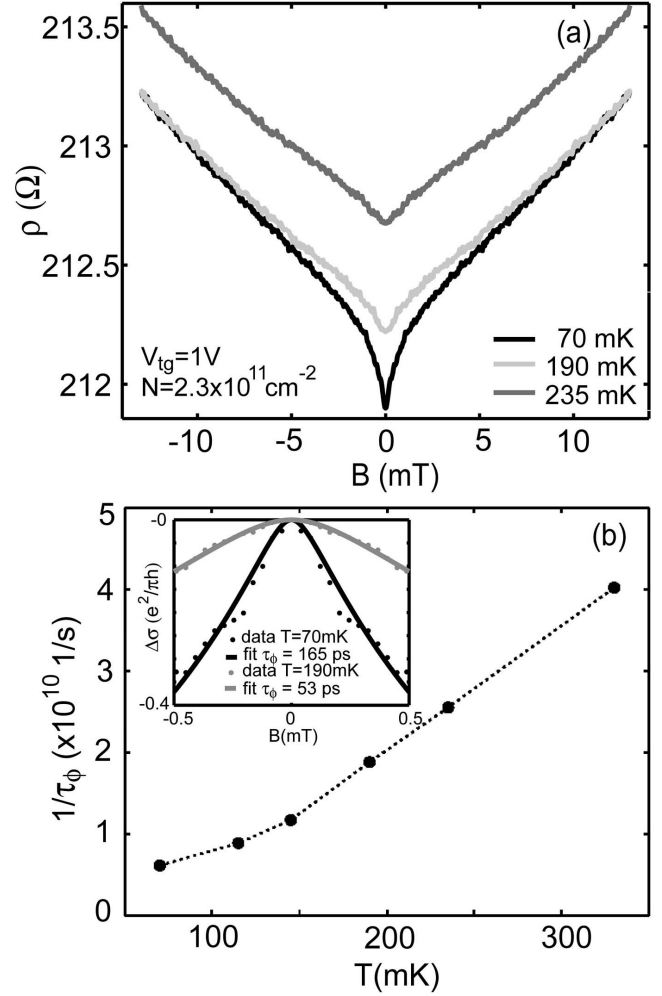 213.5
(a)
213
212.5
212
ρ (Ω)
V_tg=1V
N=2.3x10^11cm^-2
70 mK
190 mK
235 mK
-10 -5 0 5 10
B (mT)
5
(b)
4
3
2
1
0
1/τ_ϕ (x10^10 1/s)
-0
-0.4
Δσ (e^2/πh)
data T=70mK
fit τ_ϕ = 165 ps
data T=190mK
fit τ_ϕ = 53 ps
-0.5 0 0.5
B(mT)
100 200 300
T(mK)